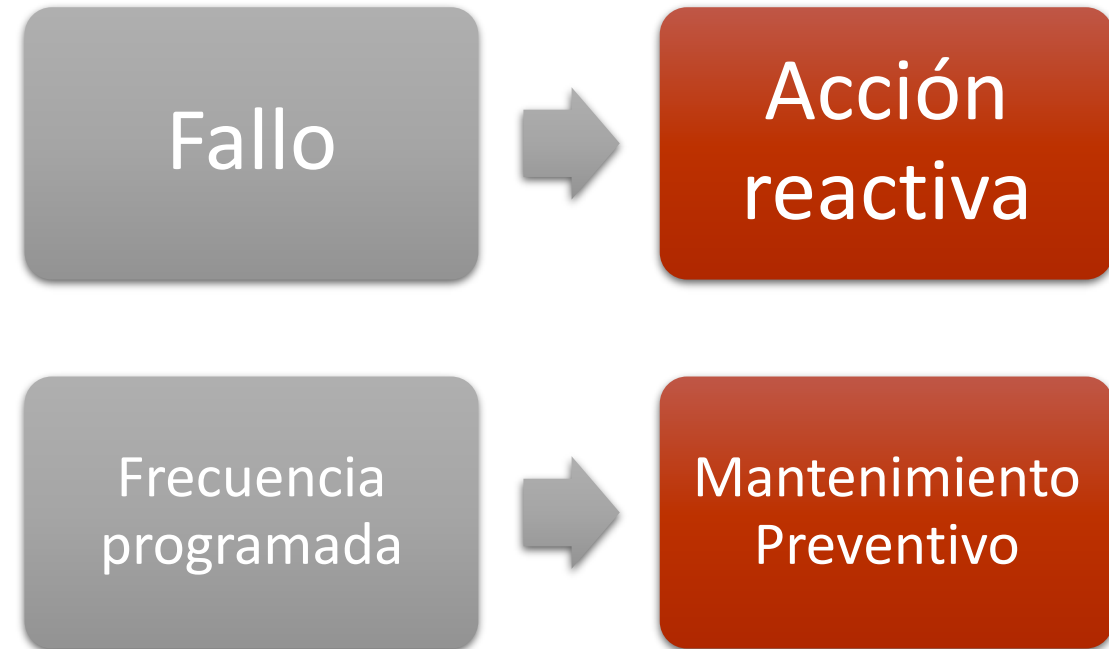 Fallo
Acción
reactiva
Frecuencia
programada
Mantenimiento
Preventivo